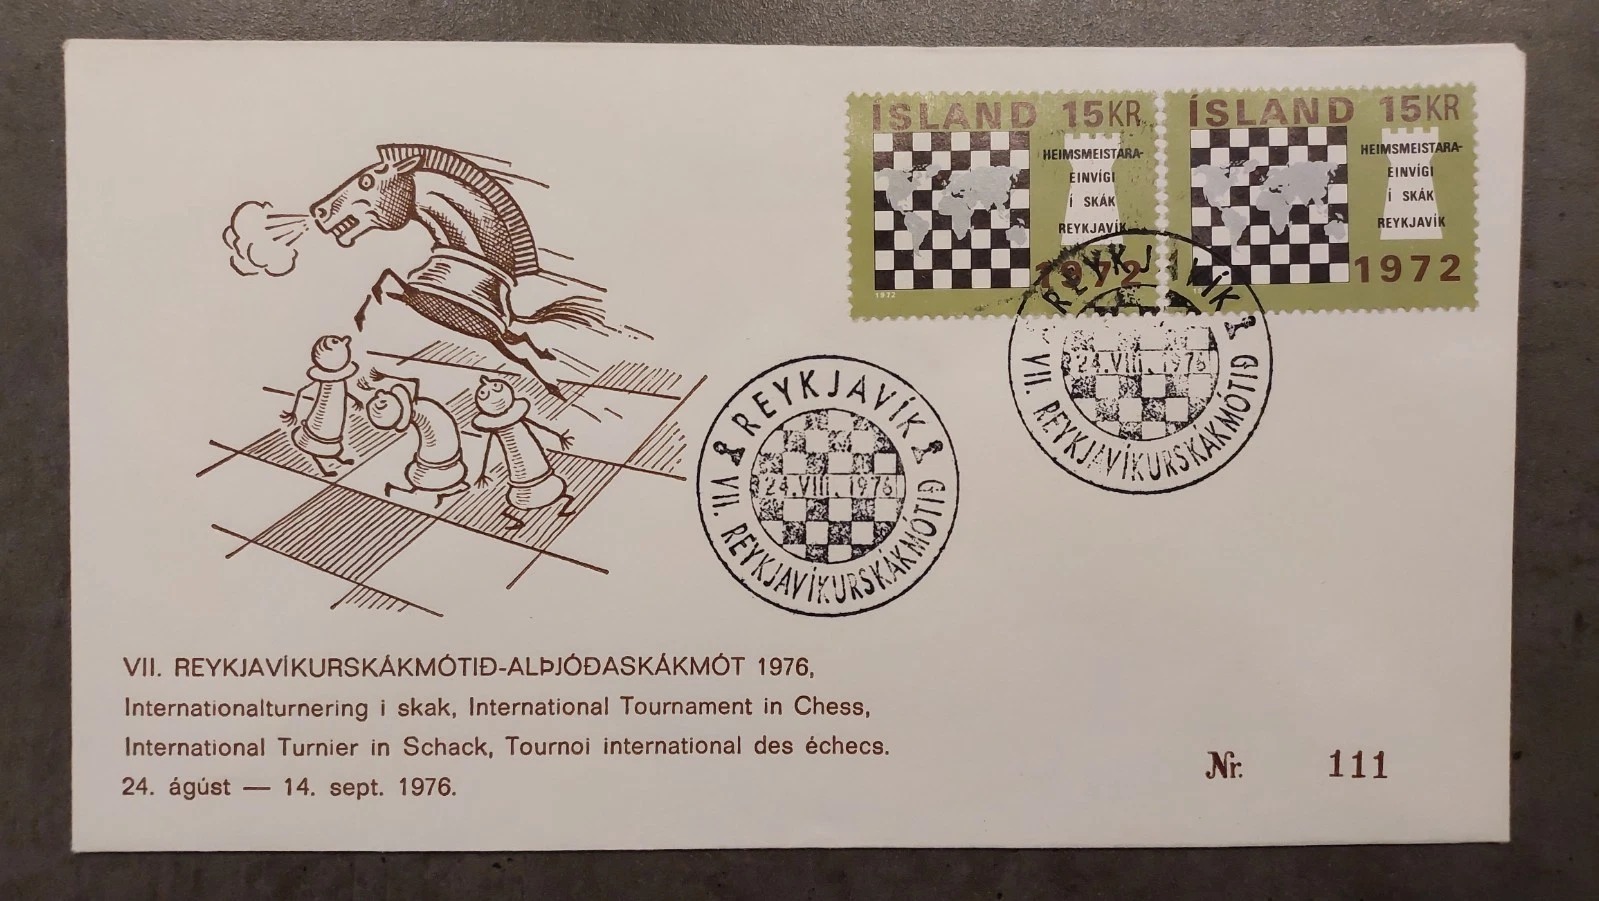 ÍSLAND 15KR
HEIMSMEISTARA-
EINVÍGI
Í SKÁK
REYKJAVÍK
1972
1972
ÍSLAND 15KR
HEIMSMEISTARA-
EINVÍGI
Í SKÁK
REYKJAVÍK
1972
REYKJAVÍK
24.VIII.1976
VII. REYKJAVÍKURSKÁKMÓTIÐ
REYKJAVÍK
24.VIII.1976
VII. REYKJAVÍKURSKÁKMÓTIÐ
VII. REYKJAVÍKURSKÁKMÓTIÐ-ALÞJÓÐASKÁKMÓT 1976,
Internationalturnering i skak, International Tournament in Chess,
International Turnier in Schack, Tournoi international des échecs.
24. ágúst — 14. sept. 1976.
Nr. 111